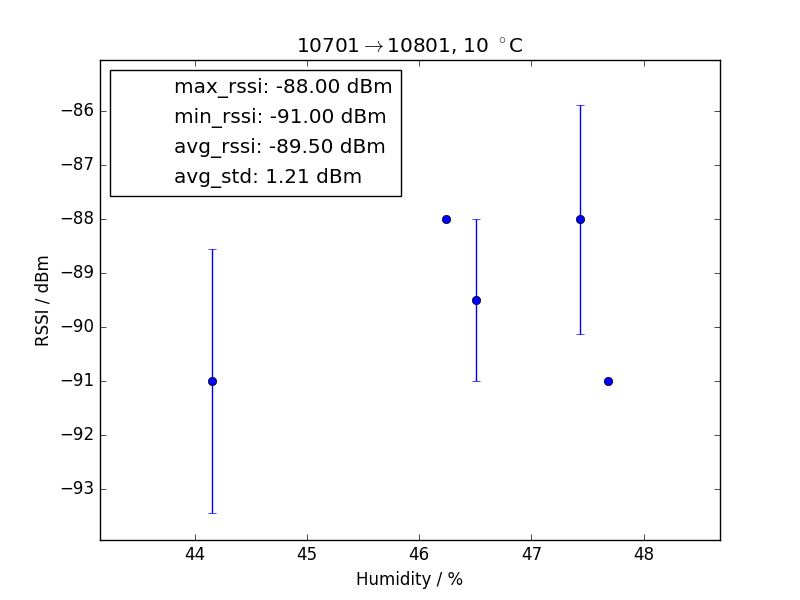 10701→10801, 10 °C
max_rssi: -88.00 dBm
min_rssi: -91.00 dBm
avg_rssi: -89.50 dBm
avg_std: 1.21 dBm
−86
−87
−88
−89
−90
−91
−92
−93
RSSI / dBm
44 45 46 47 48
Humidity / %